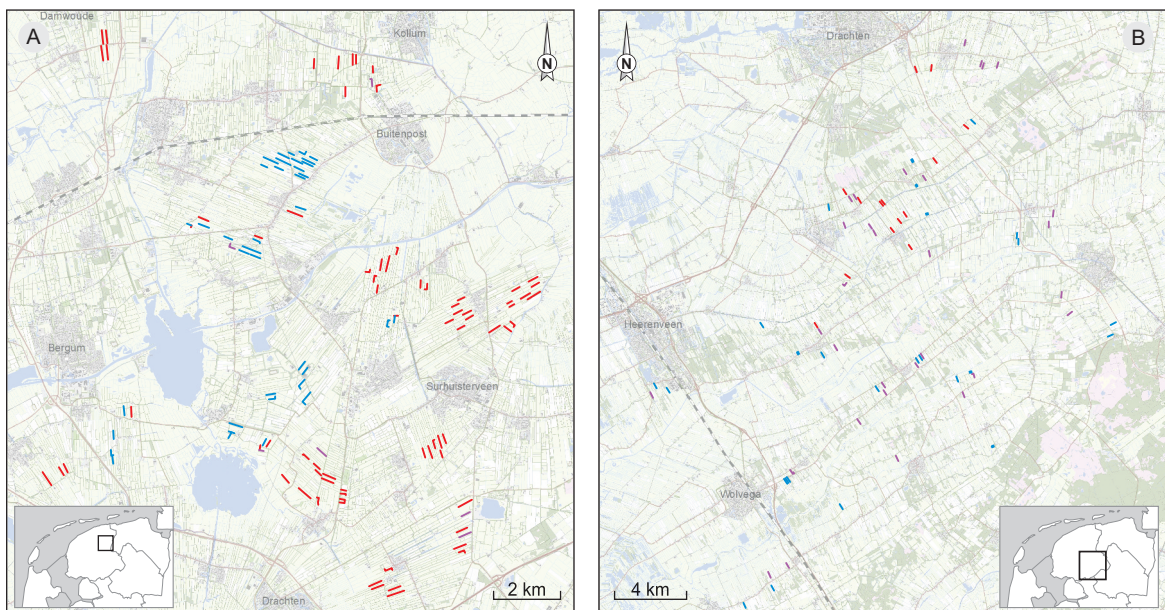 Damwoude
A
Kollum
N
Buitenpost
Bergum
Surhuisterveen
Drachten
2 km
B
Drachten
N
Heerenveen
Wolvega
4 km